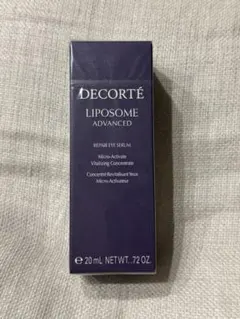 DECORTÉ
LIPOSOME
ADVANCED
REPAIR EYE SERUM
Micro-Activate
Vitalizing Concentrate
Concentré Revitalisant Yeux
Micro-Activateur
℮ 20 mL NET WT. .72 OZ.